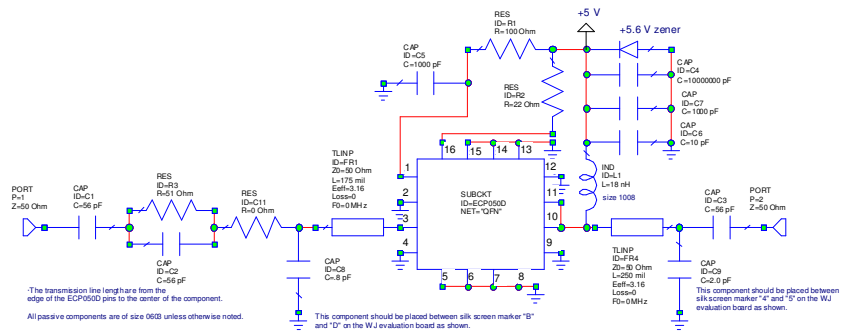 +5 V
RES
ID=R1
R=100 Ohm
+5.6 V zener
CAP
ID=C5
C=1000 pF
CAP
ID=C4
C=10000000 pF
RES
ID=R2
R=22 Ohm
CAP
ID=C7
C=1000 pF
CAP
ID=C6
C=10 pF
TLINP
ID=FR1
Z0=50 Ohm
L=175 mil
Eeff=3.16
Loss=0
F0=0MHz
16 15 14 13
1
2
3
4
12
11
10
9
5 6 7 8
SUBCKT
ID=ECP050D
NET="QFN"
IND
ID=L1
L=18 nH
size 1008
PORT
P=1
Z=50 Ohm
CAP
ID=C1
C=56 pF
RES
ID=R3
R=51 Ohm
RES
ID=C11
R=0 Ohm
CAP
ID=C3
C=56 pF
PORT
P=2
Z=50 Ohm
CAP
ID=C2
C=56 pF
CAP
ID=C8
C=.8 pF
TLINP
ID=FR4
Z0=50 Ohm
L=250 mil
Eeff=3.16
Loss=0
F0=0MHz
CAP
ID=C9
C=2.0 pF
-The transmission line length are from the
edge of the ECP050D pins to the center of the component.
All passive components are of size 0603 unless otherwise noted.
This component should be placed between silk screen marker "B"
and "D" on the WJ evaluation board as shown.
This component should be placed between
silk screen marker "4" and "5" on the WJ
evaluation board as shown.